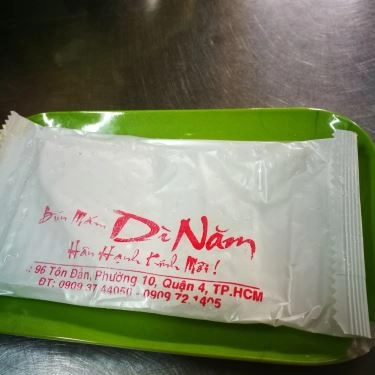 Bún Mắm Dì Năm
Hân Hạnh Kính Mời !
: 96 Tôn Đản, Phường 10, Quận 4, TP.HCM
ĐT: 0909 37 44050 - 0909 72 1405